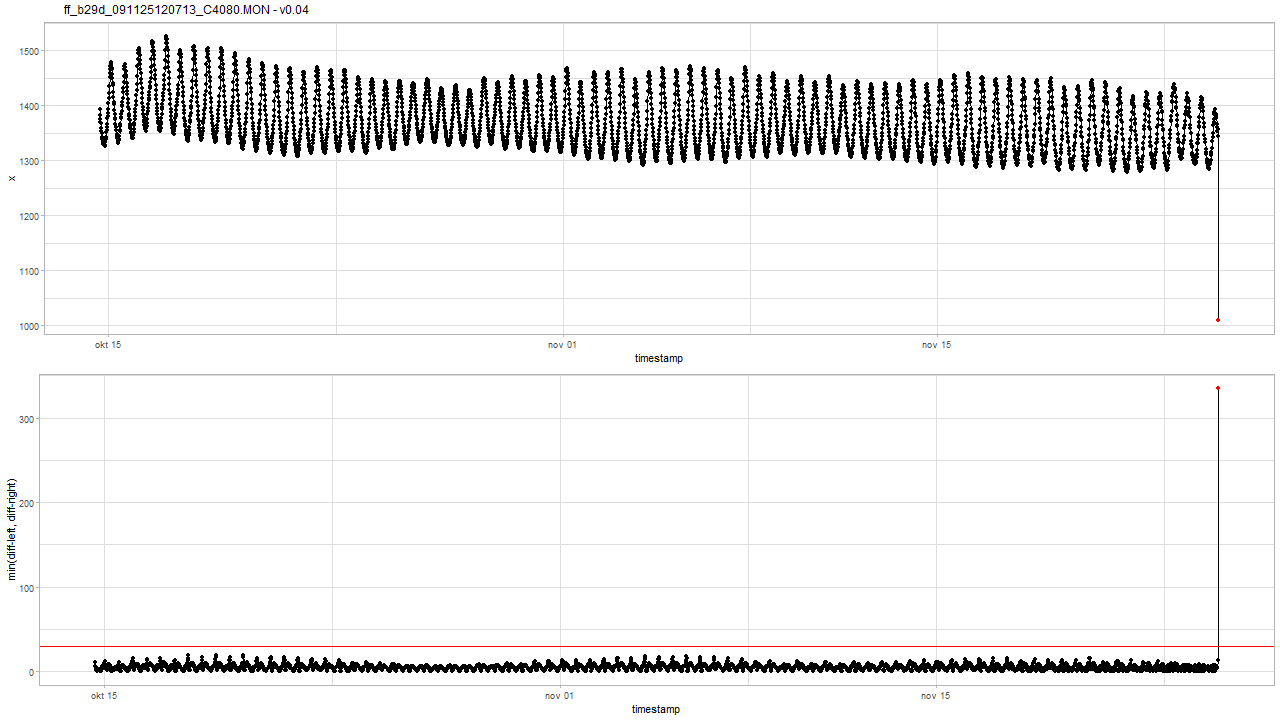 ff_b29d_091125120713_C4080.MON - v0.04
1500
1400
1300
1200
1100
1000
x
okt 15
nov 01
nov 15
timestamp
300
200
100
0
min(diff-left, diff-right)
okt 15
nov 01
nov 15
timestamp